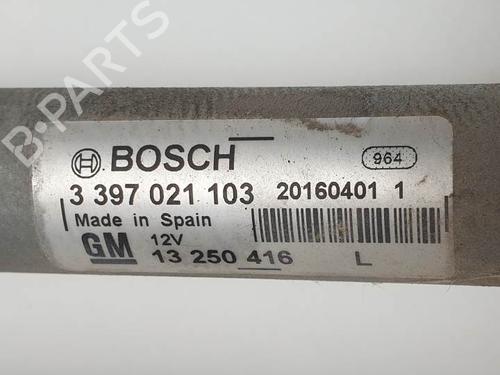 B-PARTS
BOSCH
964
3 397 021 103 20160401 1
Made in Spain
GM 12V
13 250 416 L